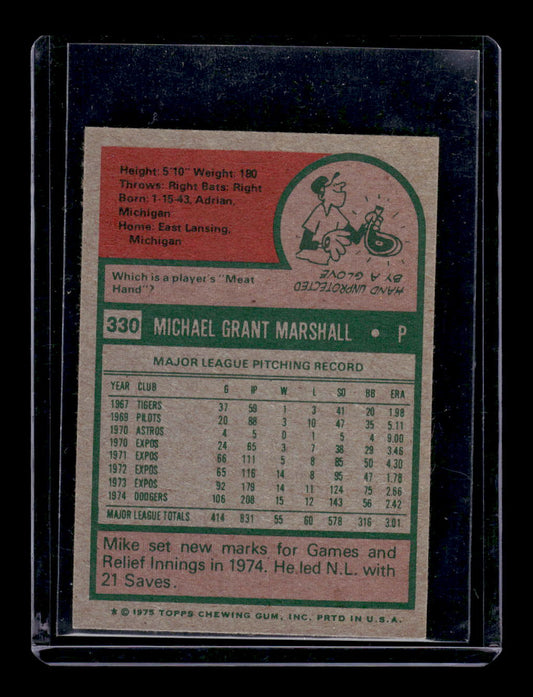 Height: 5'10" Weight: 180
Throws: Right Bats: Right
Born: 1-15-43, Adrian,
Michigan
Home: East Lansing,
Michigan
Which is a player's "Meat
Hand"?
HAND UNPROTECTED
BY A GLOVE
330 MICHAEL GRANT MARSHALL • P
MAJOR LEAGUE PITCHING RECORD
YEAR CLUB G IP W L SO BB ERA
1967 TIGERS 37 59 1 3 41 20 1.98
1969 PILOTS 20 88 3 10 47 35 5.11
1970 ASTROS 4 5 0 1 5 4 9.00
1970 EXPOS 24 65 3 7 38 29 3.46
1971 EXPOS 66 111 5 8 85 50 4.30
1972 EXPOS 65 116 14 8 95 47 1.78
1973 EXPOS 92 179 14 11 124 75 2.66
1974 DODGERS 106 208 15 12 143 56 2.42
MAJOR LEAGUE TOTALS 414 831 55 60 578 316 3.01
Mike set new marks for Games and
Relief Innings in 1974. He led N.L. with
21 Saves.
* © 1975 TOPPS CHEWING GUM, INC. PRTD IN U.S.A.